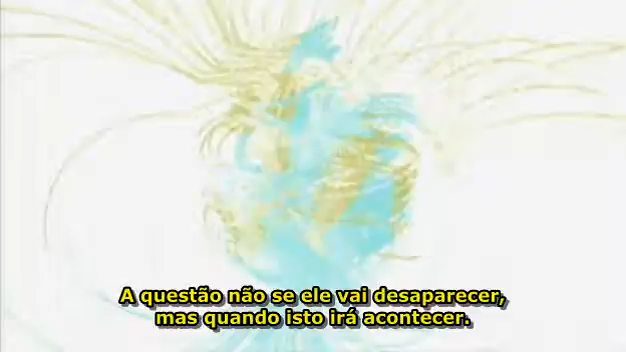 A questão não se ele vai desaparecer,
mas quando isto irá acontecer.